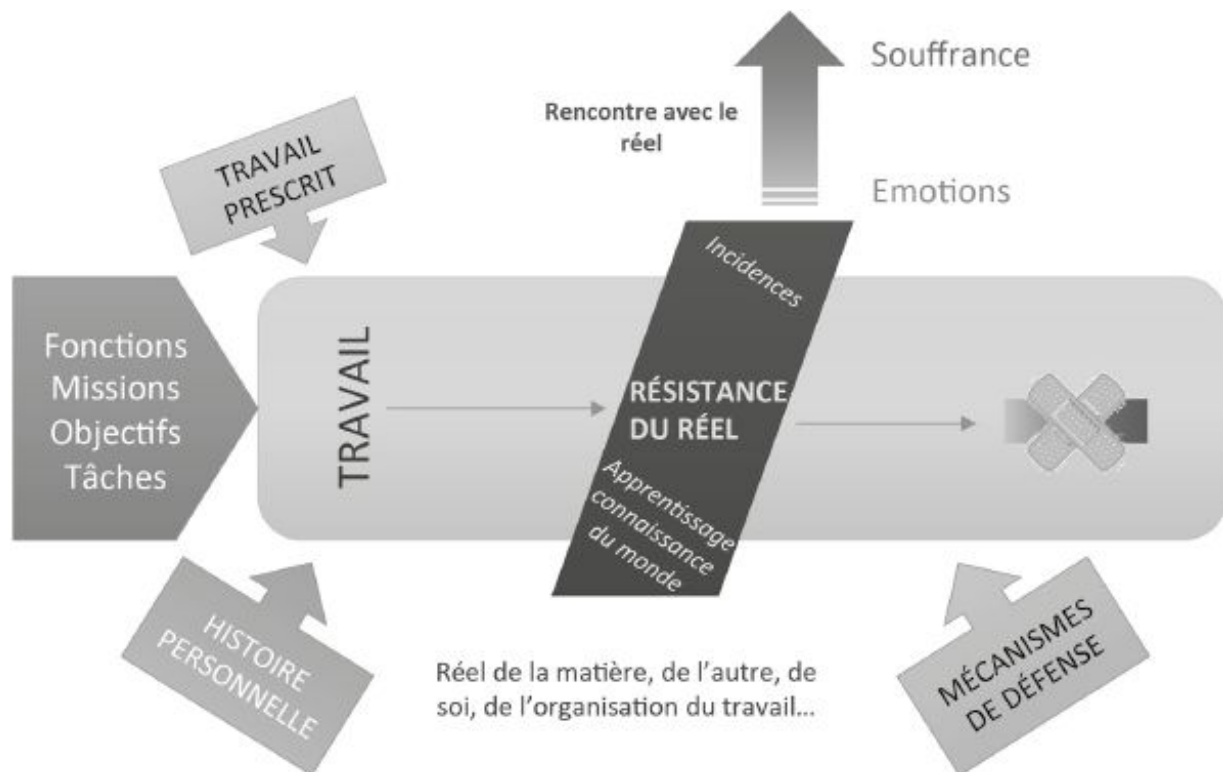 Souffrance
Rencontre avec le
réel
Emotions
TRAVAIL
PRESCRIT
Incidences
Fonctions
Missions
Objectifs
Tâches
TRAVAIL
RÉSISTANCE
DU RÉEL
Apprentissage
connaissance
du monde
HISTOIRE
PERSONNELLE
Réel de la matière, de l’autre, de
soi, de l’organisation du travail...
MÉCANISMES
DE DÉFENSE